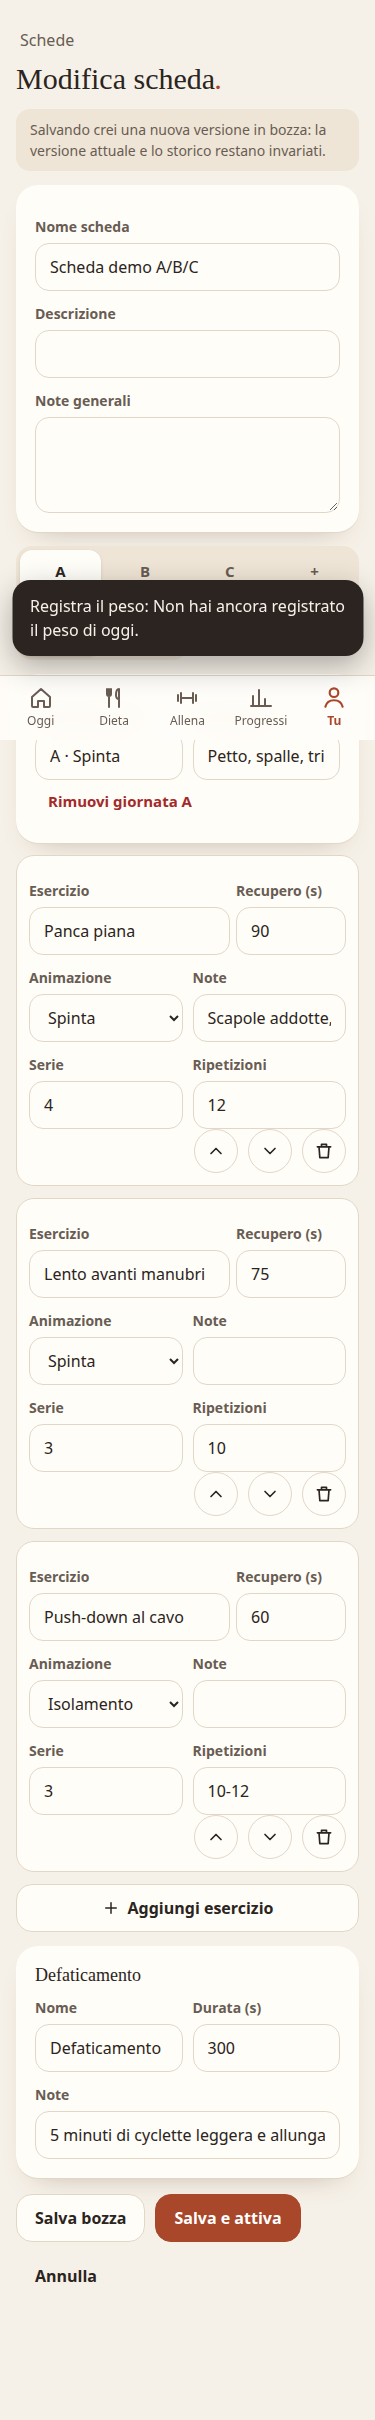 Schede
Modifica scheda.
Salvando crei una nuova versione in bozza: la
versione attuale e lo storico restano invariati.
Nome scheda
Scheda demo A/B/C
Descrizione
Note generali
A B C +
Registra il peso: Non hai ancora registrato
il peso di oggi.
Oggi Dieta Allena Progressi Tu
A · Spinta Petto, spalle, tri
Rimuovi giornata A
Esercizio Recupero (s)
Panca piana 90
Animazione Note
Spinta Scapole addotte,
Serie Ripetizioni
4 12
Esercizio Recupero (s)
Lento avanti manubri 75
Animazione Note
Spinta
Serie Ripetizioni
3 10
Esercizio Recupero (s)
Push-down al cavo 60
Animazione Note
Isolamento
Serie Ripetizioni
3 10-12
+ Aggiungi esercizio
Defaticamento
Nome Durata (s)
Defaticamento 300
Note
5 minuti di cyclette leggera e allunga
Salva bozza Salva e attiva
Annulla